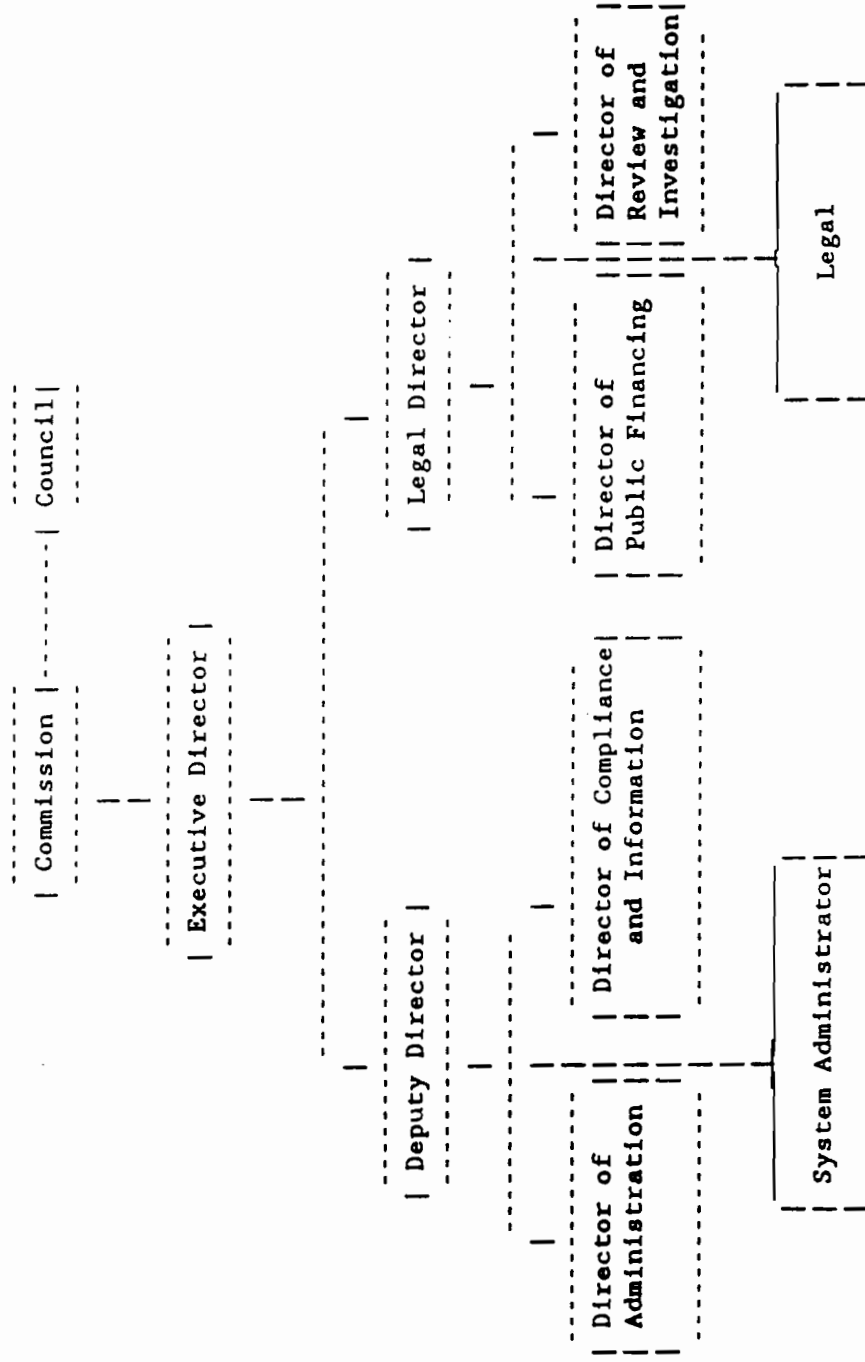 Commission
Council
Executive Director
Deputy Director
Legal Director
Director of
Administration
Director of Compliance
and Information
Director of
Public Financing
Director of
Review and
Investigation
System Administrator
Legal